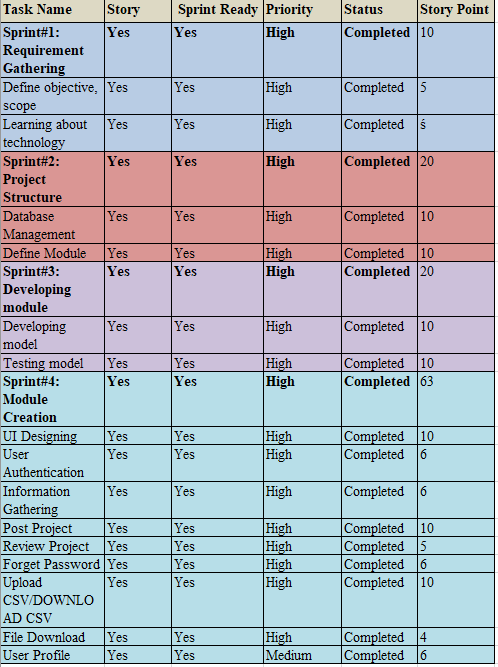 Task Name Story Sprint Ready Priority Status Story Point
Sprint#1: Yes Yes High Completed 10
Requirement
Gathering
Define objective, Yes Yes High Completed 5
scope
Learning about Yes Yes High Completed ṡ
technology
Sprint#2: Yes Yes High Completed 20
Project
Structure
Database Yes Yes High Completed 10
Management
Define Module Yes Yes High Completed 10
Sprint#3: Yes Yes High Completed 20
Developing
module
Developing Yes Yes High Completed 10
model
Testing model Yes Yes High Completed 10
Sprint#4: Yes Yes High Completed 63
Module
Creation
UI Designing Yes Yes High Completed 10
User Yes Yes High Completed 6
Authentication
Information Yes Yes High Completed 6
Gathering
Post Project Yes Yes High Completed 10
Review Project Yes Yes High Completed 5
Forget Password Yes Yes High Completed 6
Upload Yes Yes High Completed 10
CSV/DOWNLO
AD CSV
File Download Yes Yes High Completed 4
User Profile Yes Yes Medium Completed 6